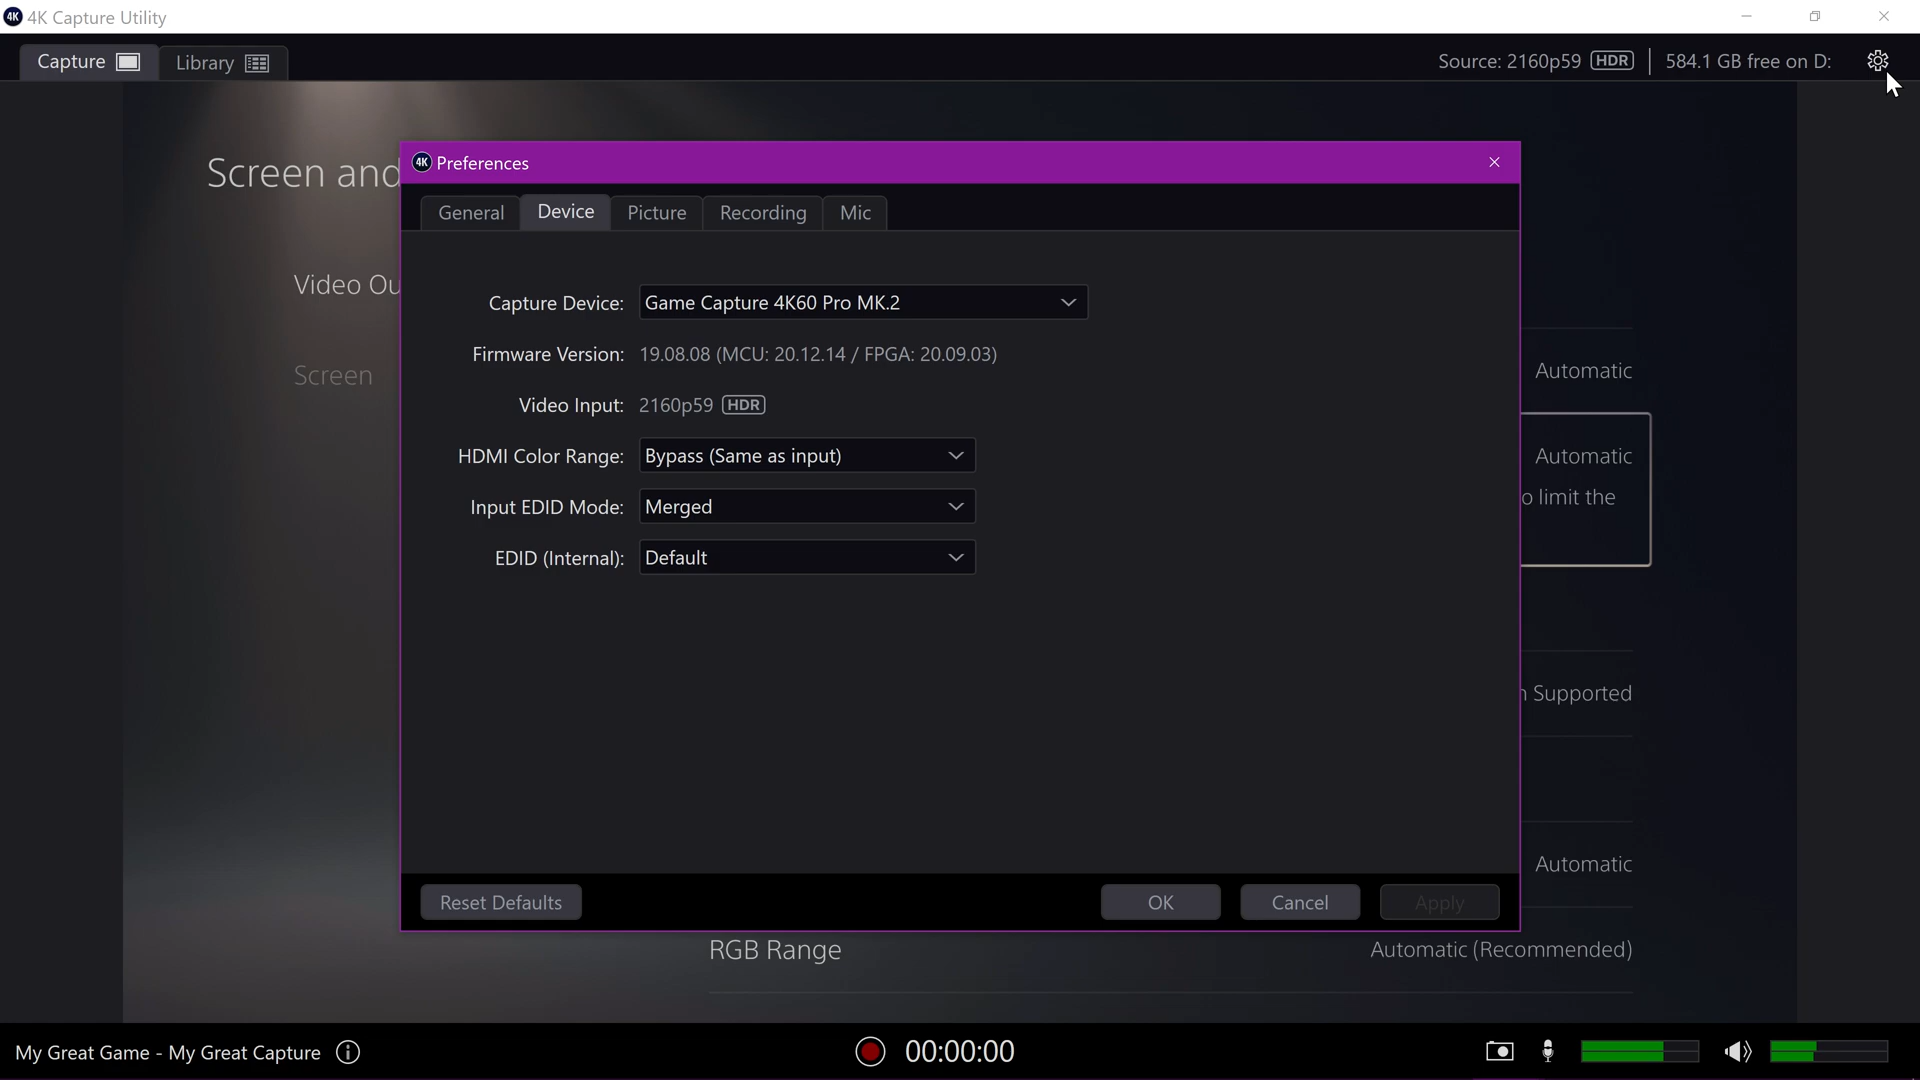 4K 4K Capture Utility
Capture Library Source: 2160p59 HDR 584.1 GB free on D:
Screen and
4K Preferences
General Device Picture Recording Mic
Video Ou
Capture Device: Game Capture 4K60 Pro MK.2
Firmware Version: 19.08.08 (MCU: 20.12.14 / FPGA: 20.09.03)
Screen
Automatic
Video Input: 2160p59 HDR
HDMI Color Range: Bypass (Same as input)
Automatic
Input EDID Mode: Merged
o limit the
EDID (Internal): Default
Supported
Automatic
Reset Defaults OK Cancel Apply
RGB Range Automatic (Recommended)
My Great Game - My Great Capture 00:00:00